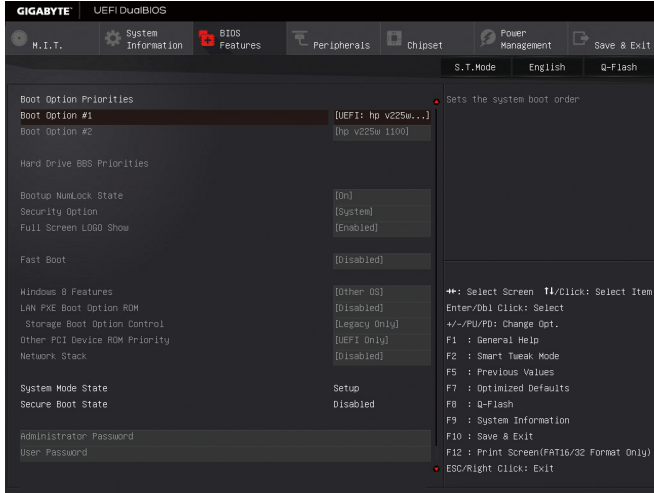 GIGABYTE™ UEFI DualBIOS
M.I.T.
System Information
BIOS Features
Peripherals
Chipset
Power Management
Save & Exit
S.T.Mode English Q-Flash
Boot Option Priorities
Boot Option #1 [UEFI: hp v225w...]
Boot Option #2 [hp v225w 1100]
Hard Drive BBS Priorities
Bootup NumLock State [On]
Security Option [System]
Full Screen LOGO Show [Enabled]
Fast Boot [Disabled]
Windows 8 Features [Other OS]
LAN PXE Boot Option ROM [Disabled]
Storage Boot Option Control [Legacy Only]
Other PCI Device ROM Priority [UEFI Only]
Network Stack [Disabled]
System Mode State Setup
Secure Boot State Disabled
Administrator Password
User Password
Sets the system boot order
→←: Select Screen ↑↓/Click: Select Item
Enter/Dbl Click: Select
+/-/PU/PD: Change Opt.
F1 : General Help
F2 : Smart Tweak Mode
F5 : Previous Values
F7 : Optimized Defaults
F8 : Q-Flash
F9 : System Information
F10 : Save & Exit
F12 : Print Screen(FAT16/32 Format Only)
ESC/Right Click: Exit